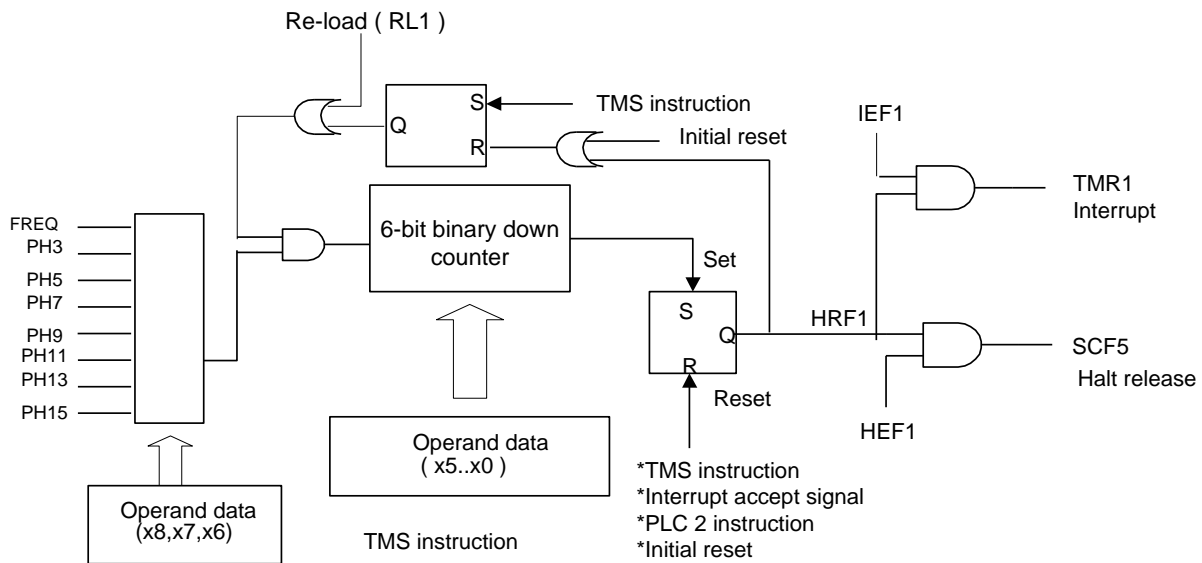 Re-load ( RL1 )
S
TMS instruction
Q
R
Initial reset
IEF1
TMR1
Interrupt
FREQ
PH3
PH5
PH7
PH9
PH11
PH13
PH15
6-bit binary down
counter
Set
S
Q
R
HRF1
SCF5
Halt release
Reset
HEF1
Operand data
( x5..x0 )
*TMS instruction
*Interrupt accept signal
*PLC 2 instruction
*Initial reset
Operand data
(x8,x7,x6)
TMS instruction